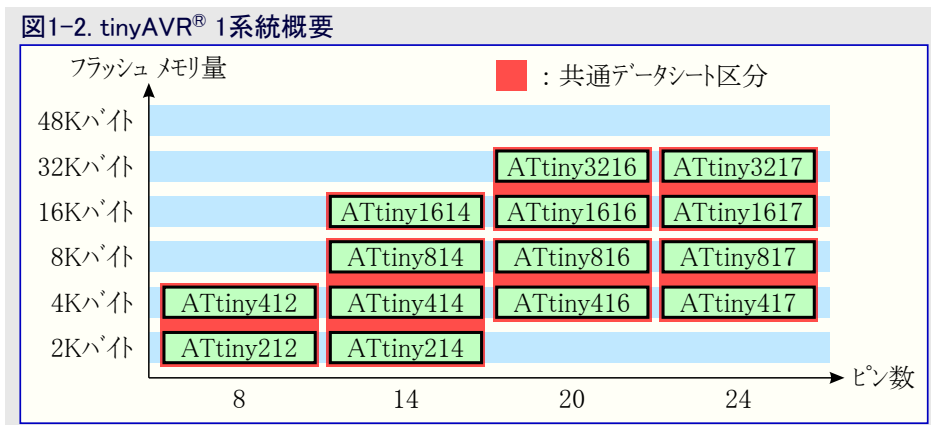 図1-2. tinyAVR® 1系統概要
フラッシュ メモリ量
: 共通データシート区分
48Kバイト
32Kバイト ATtiny3216 ATtiny3217
16Kバイト ATtiny1614 ATtiny1616 ATtiny1617
8Kバイト ATtiny814 ATtiny816 ATtiny817
4Kバイト ATtiny412 ATtiny414 ATtiny416 ATtiny417
2Kバイト ATtiny212 ATtiny214
ピン数
8 14 20 24